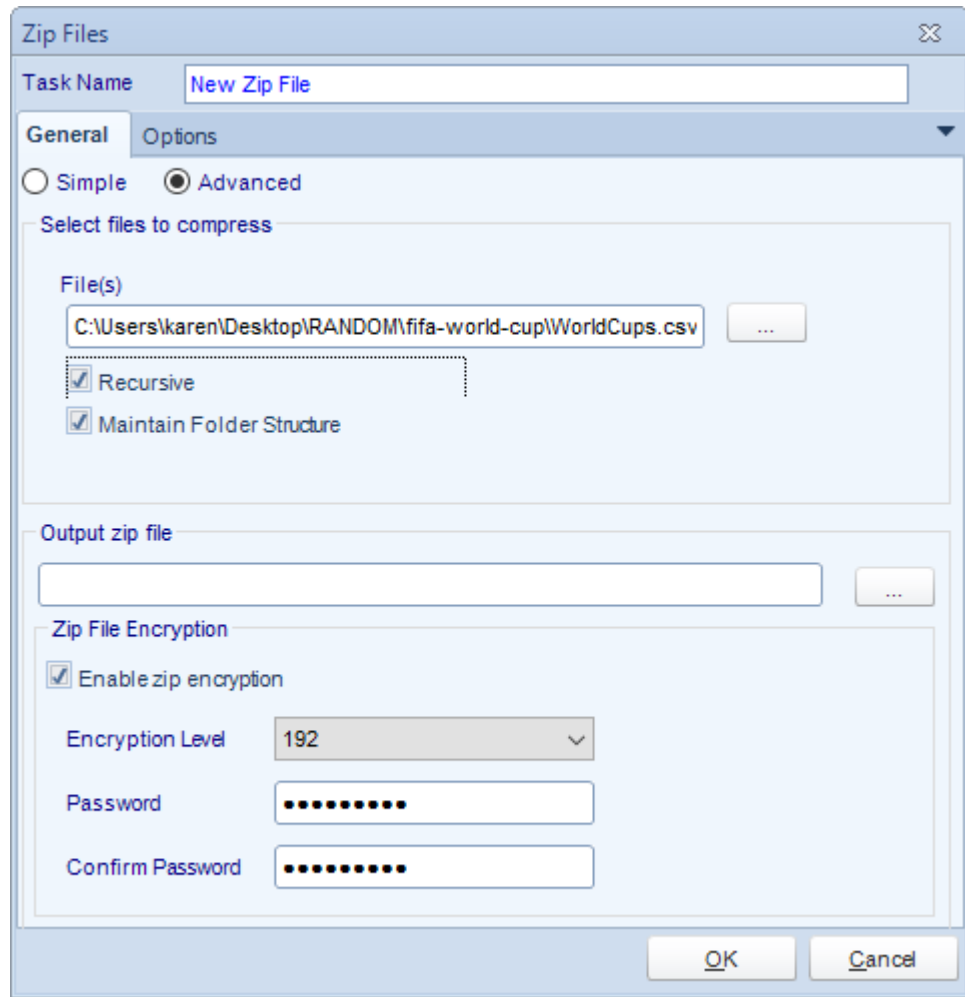 Zip Files
Task Name New Zip File
General Options
Simple Advanced
Select files to compress
File(s)
C:\Users\karen\Desktop\RANDOM\fifa-world-cup\WorldCups.csv ...
Recursive
Maintain Folder Structure
Output zip file
...
Zip File Encryption
Enable zip encryption
Encryption Level 192
Password •••••••••
Confirm Password •••••••••
OK Cancel